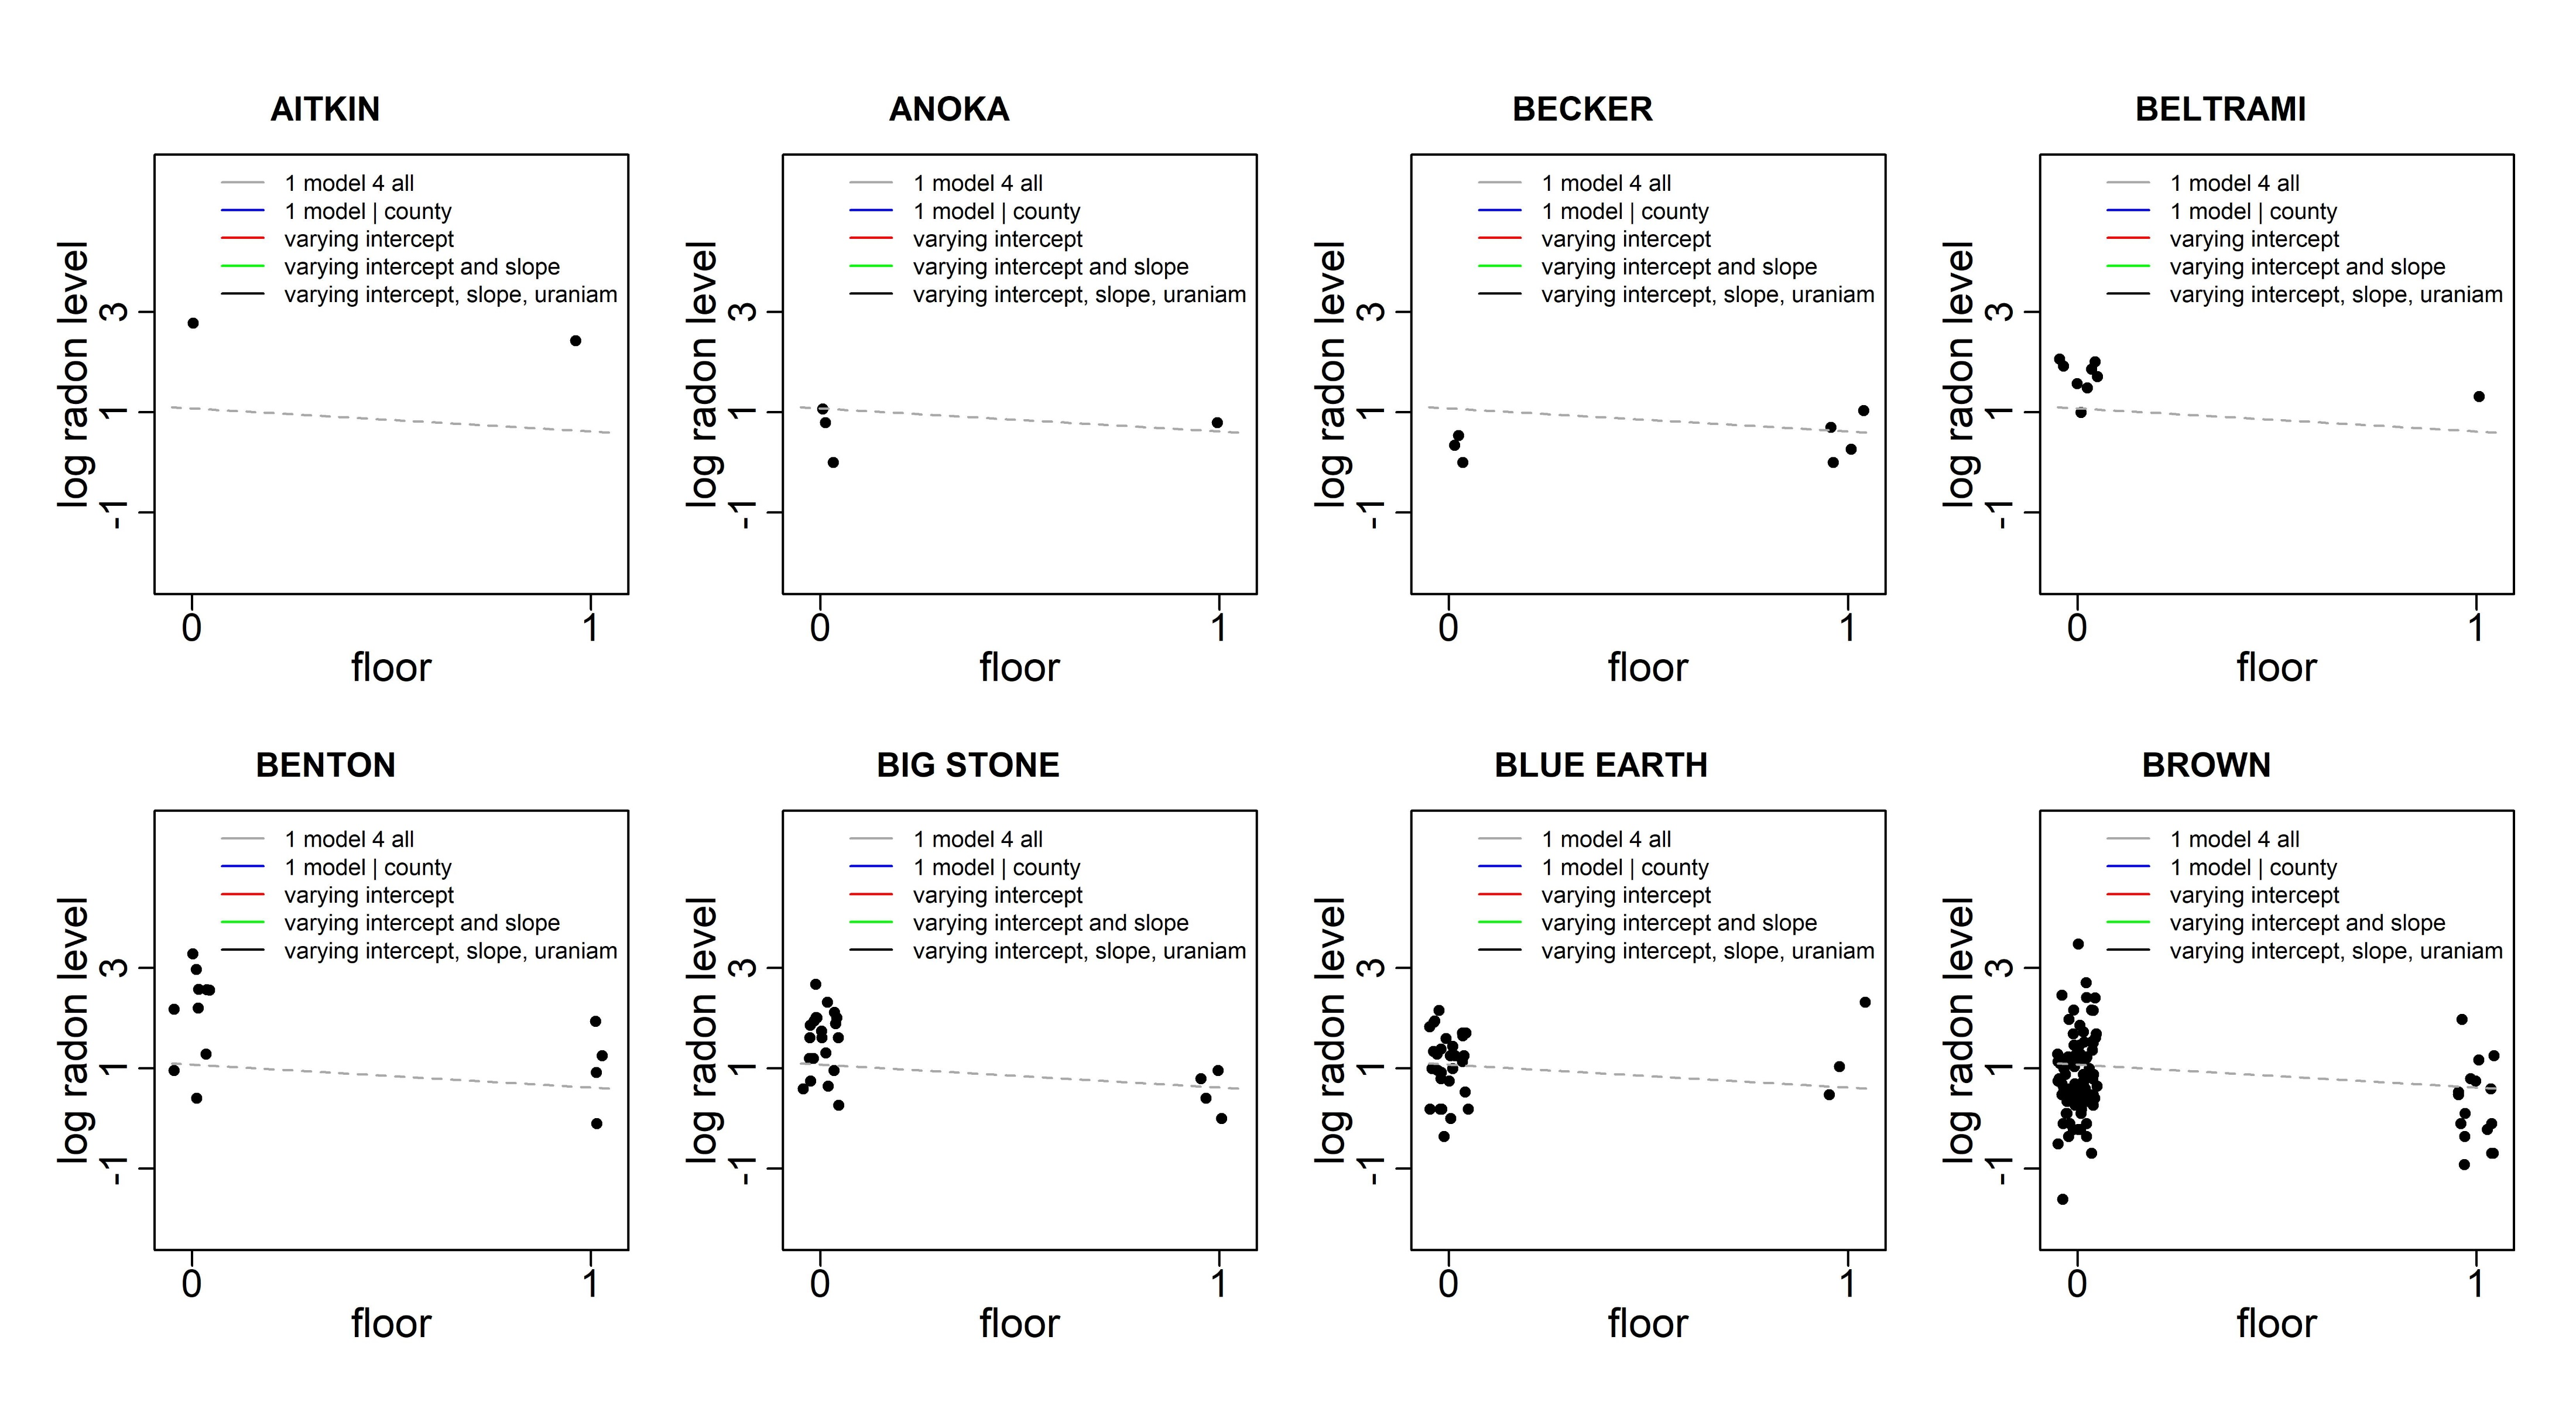 AITKIN
1 model 4 all
1 model | county
varying intercept
varying intercept and slope
varying intercept, slope, uraniam
log radon level
3
1
-1
0
1
floor
ANOKA
1 model 4 all
1 model | county
varying intercept
varying intercept and slope
varying intercept, slope, uraniam
log radon level
3
1
-1
0
1
floor
BECKER
1 model 4 all
1 model | county
varying intercept
varying intercept and slope
varying intercept, slope, uraniam
log radon level
3
1
-1
0
1
floor
BELTRAMI
1 model 4 all
1 model | county
varying intercept
varying intercept and slope
varying intercept, slope, uraniam
log radon level
3
1
-1
0
1
floor
BENTON
1 model 4 all
1 model | county
varying intercept
varying intercept and slope
varying intercept, slope, uraniam
log radon level
3
1
-1
0
1
floor
BIG STONE
1 model 4 all
1 model | county
varying intercept
varying intercept and slope
varying intercept, slope, uraniam
log radon level
3
1
-1
0
1
floor
BLUE EARTH
1 model 4 all
1 model | county
varying intercept
varying intercept and slope
varying intercept, slope, uraniam
log radon level
3
1
-1
0
1
floor
BROWN
1 model 4 all
1 model | county
varying intercept
varying intercept and slope
varying intercept, slope, uraniam
log radon level
3
1
-1
0
1
floor